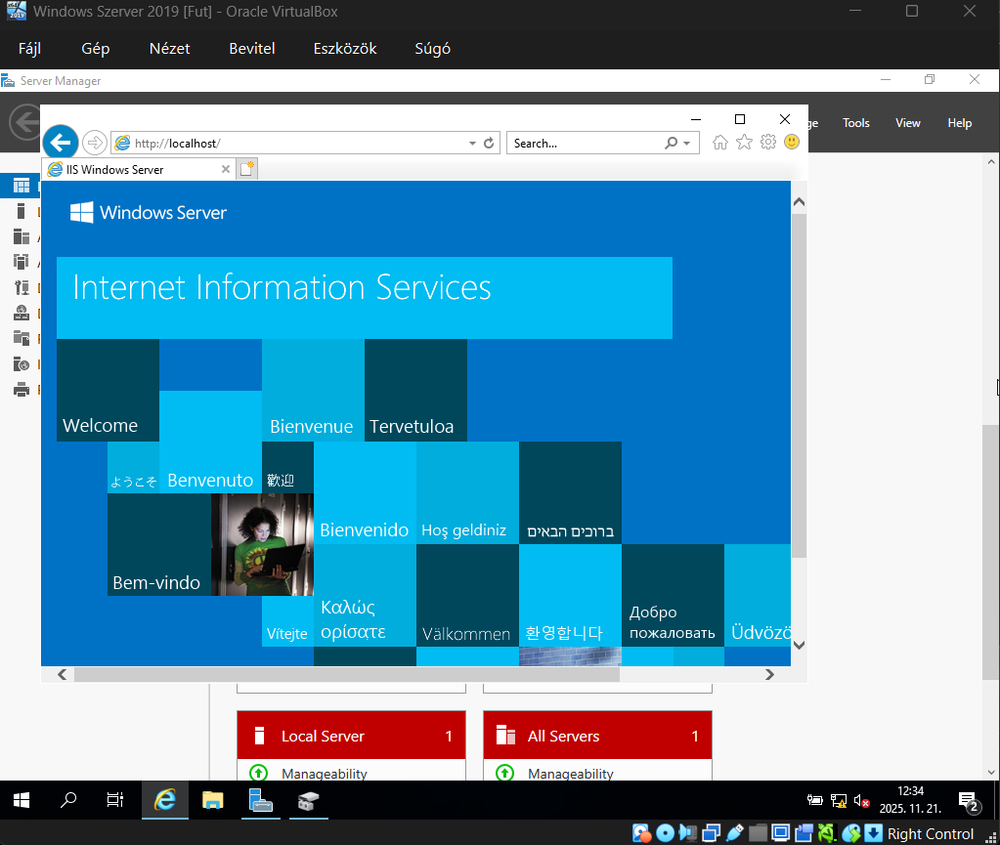 Windows Szerver 2019 [Fut] - Oracle VirtualBox
Fájl Gép Nézet Bevitel Eszközök Súgó
Server Manager
Tools View Help
http://localhost/
Search...
IIS Windows Server
Windows Server
Internet Information Services
Welcome
Bienvenue
Tervetuloa
ようこそ
Benvenuto
歡迎
Bienvenido
Hoş geldiniz
ברוכים הבאים
Bem-vindo
Vítejte
Καλώς
ορίσατε
Välkommen
환영합니다
Добро
пожаловать
Üdvözö
Local Server 1
All Servers 1
Manageability
Manageability
12:34
2025. 11. 21.
2
Right Control